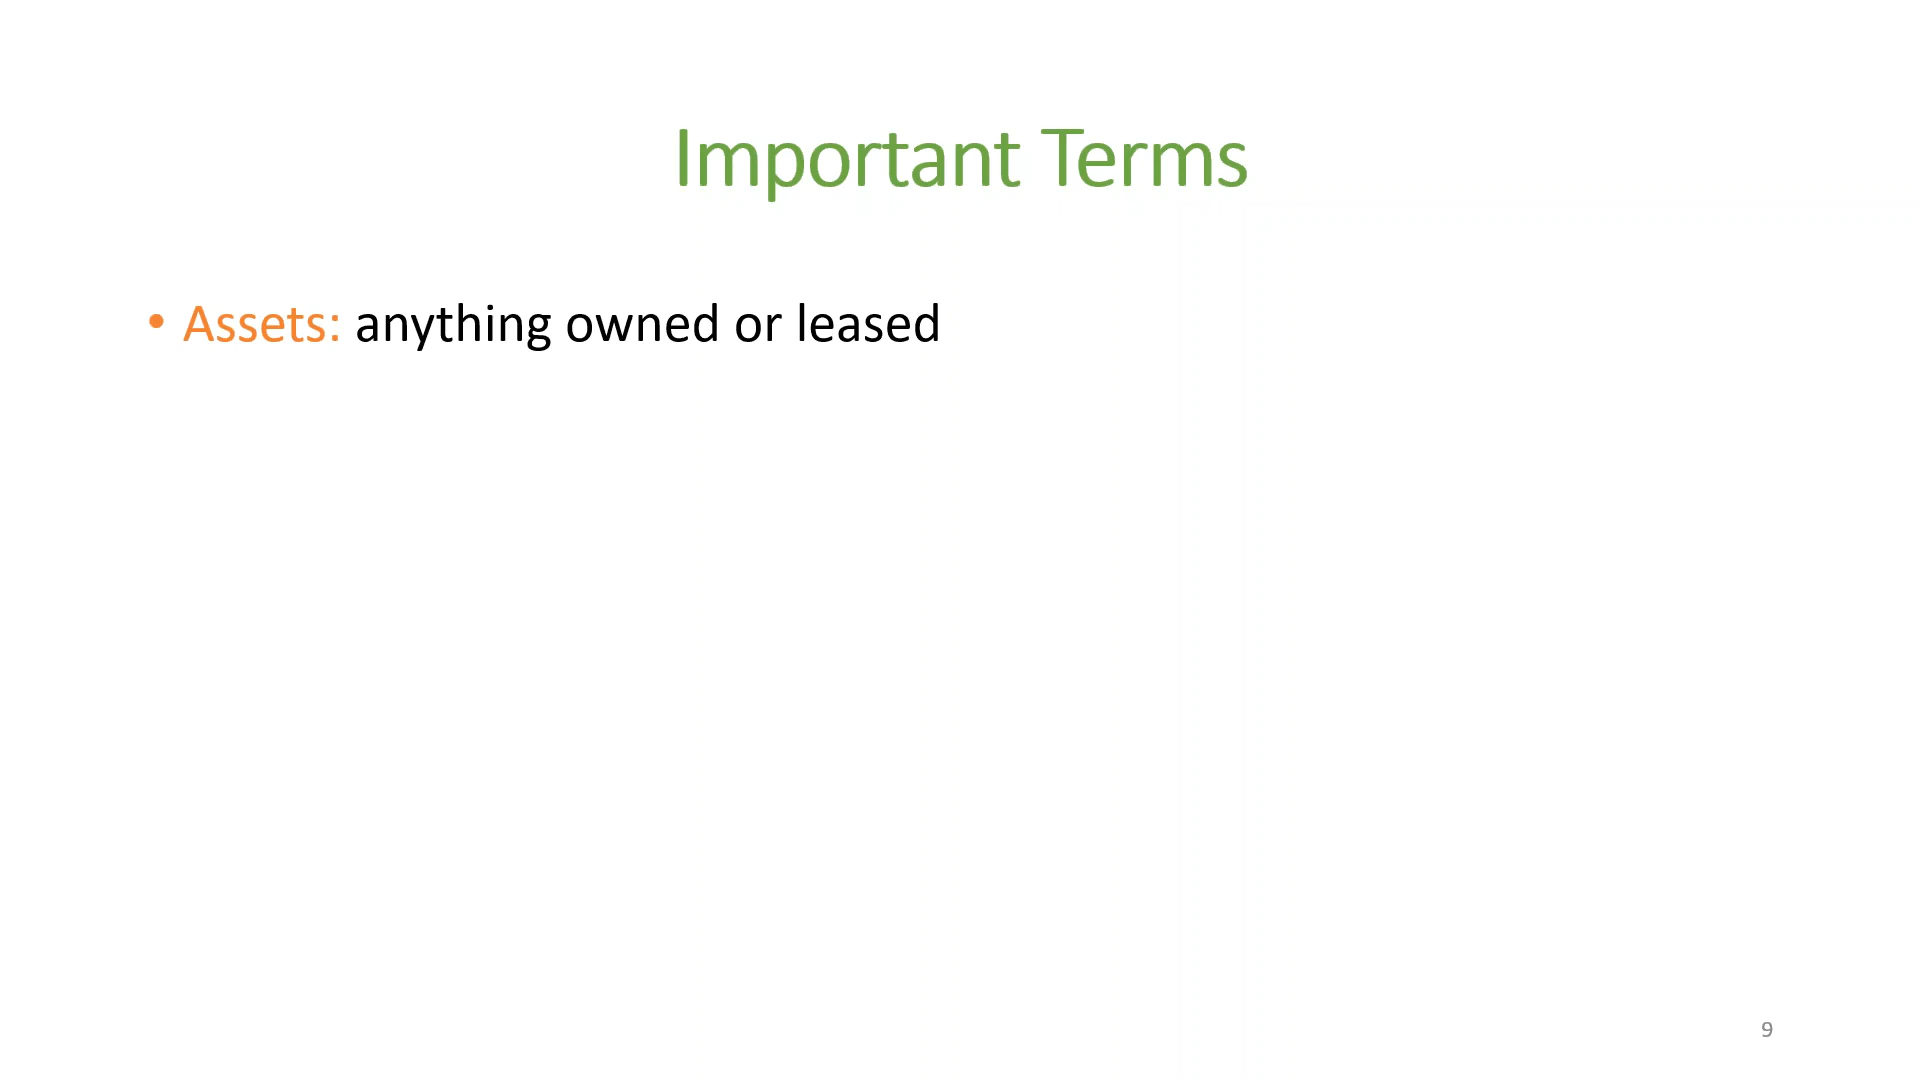 Important Terms
• Assets: anything owned or leased
9